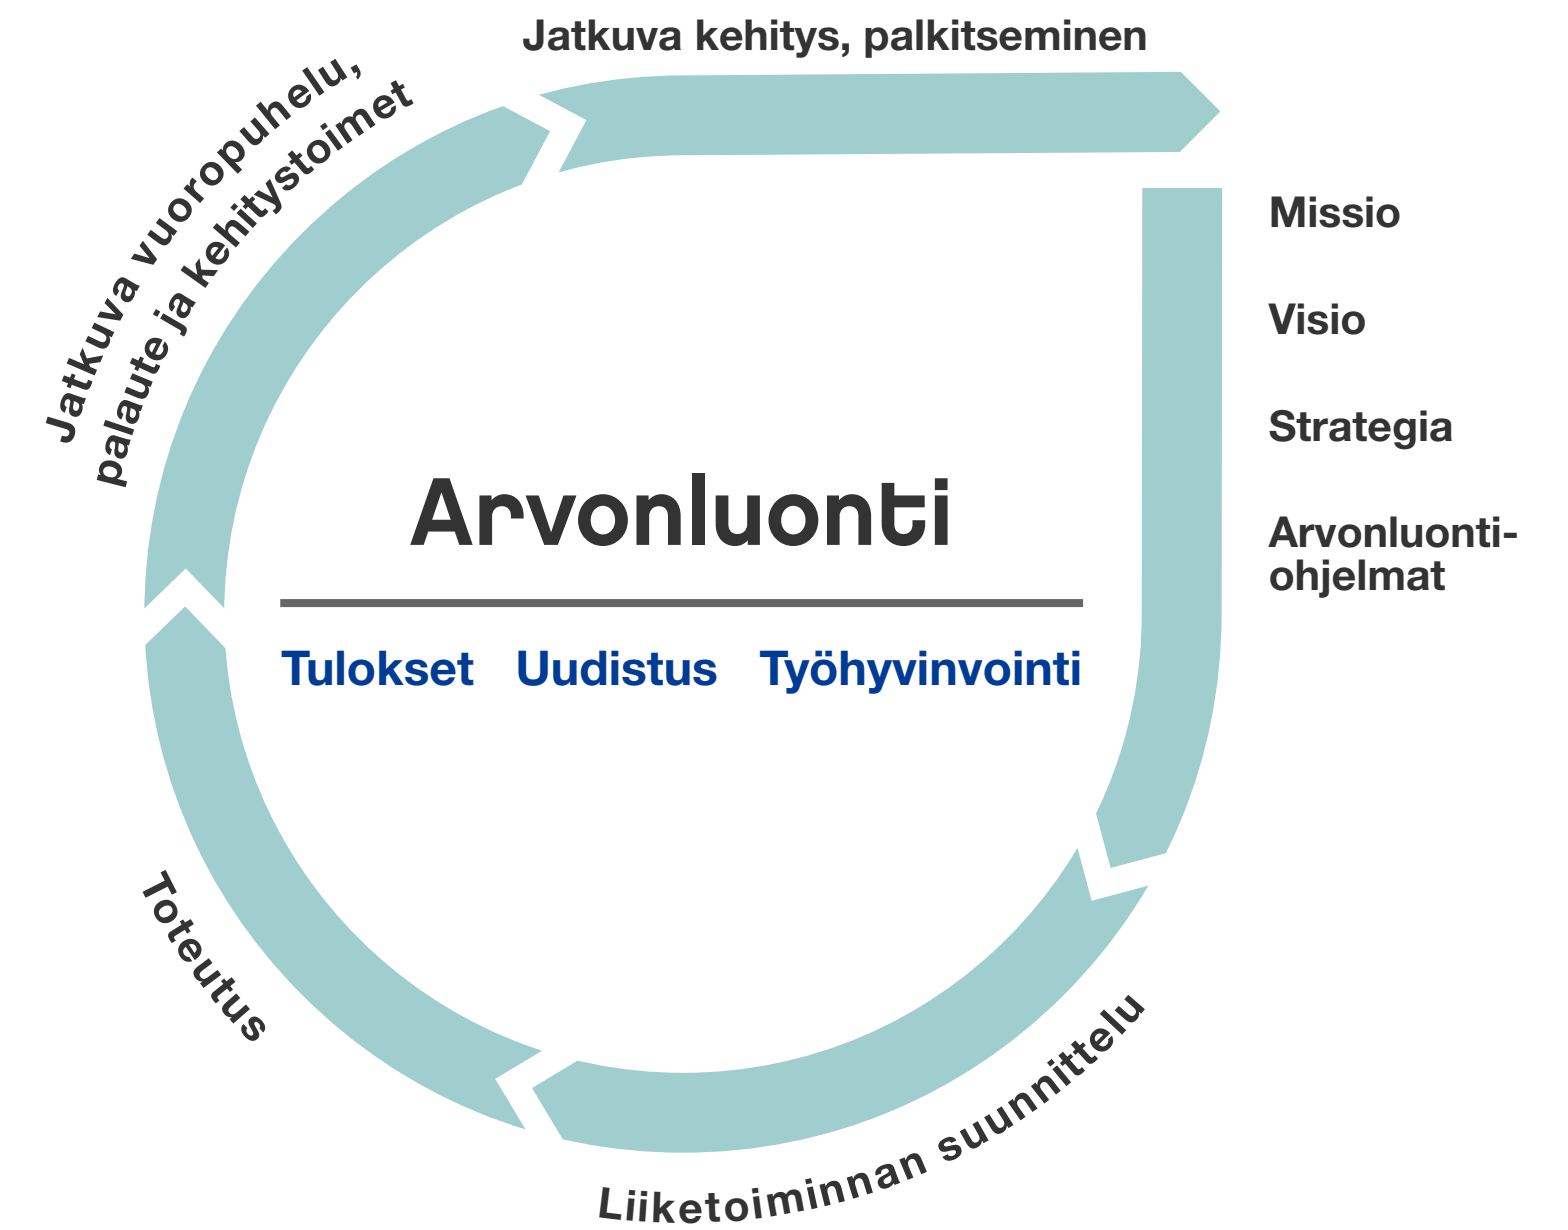 Jatkuva kehitys, palkitseminen
Jatkuva vuoropuhelu,
palaute ja kehitystoimet
Missio
Visio
Strategia
Arvonluonti-
ohjelmat
Arvonluonti
Tulokset Uudistus Työhyvinvointi
Toteutus
Liiketoiminnan suunnittelu